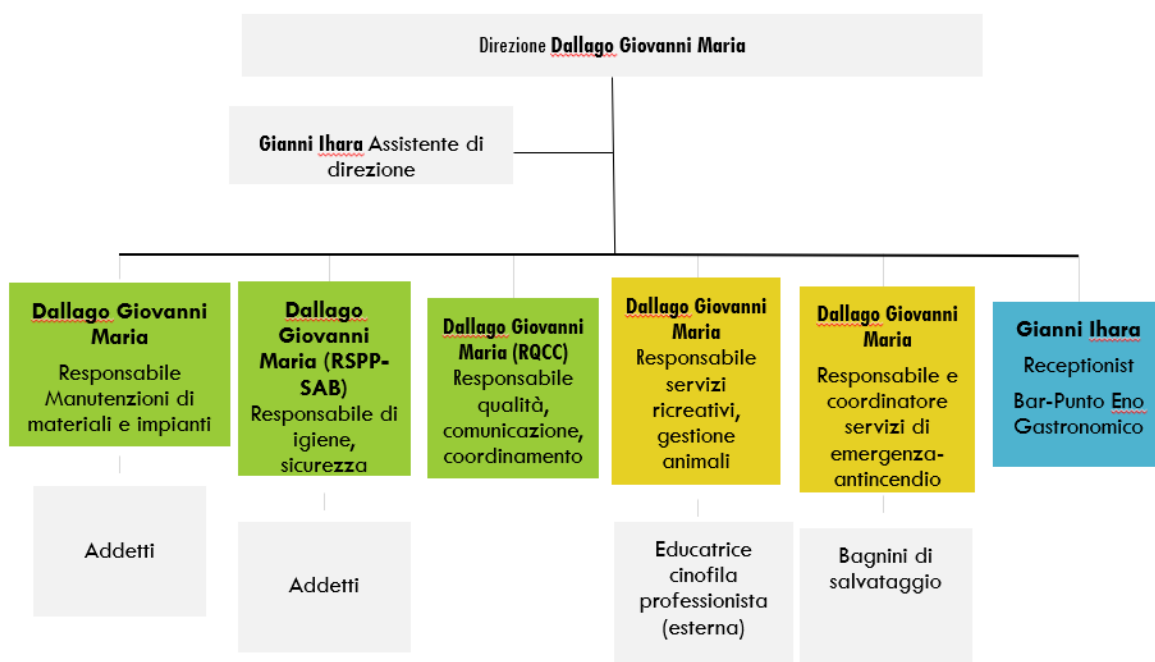 Direzione Dallago Giovanni Maria
Gianni Ihara Assistente di
direzione
Dallago Giovanni
Maria
Responsabile
Manutenzioni di
materiali e impianti
Dallago
Giovanni
Maria (RSPP-
SAB)
Responsabile di
igiene,
sicurezza
Dallago Giovanni
Maria (RQCC)
Responsabile
qualità,
comunicazione,
coordinamento
Dallago Giovanni
Maria
Responsabile
servizi
ricreativi,
gestione
animali
Dallago Giovanni
Maria
Responsabile e
coordinatore
servizi di
emergenza-
antincendio
Gianni Ihara
Receptionist
Bar-Punto Eno
Gastronomico
Addetti
Addetti
Educatrice
cinofila
professionista
(esterna)
Bagnini di
salvataggio